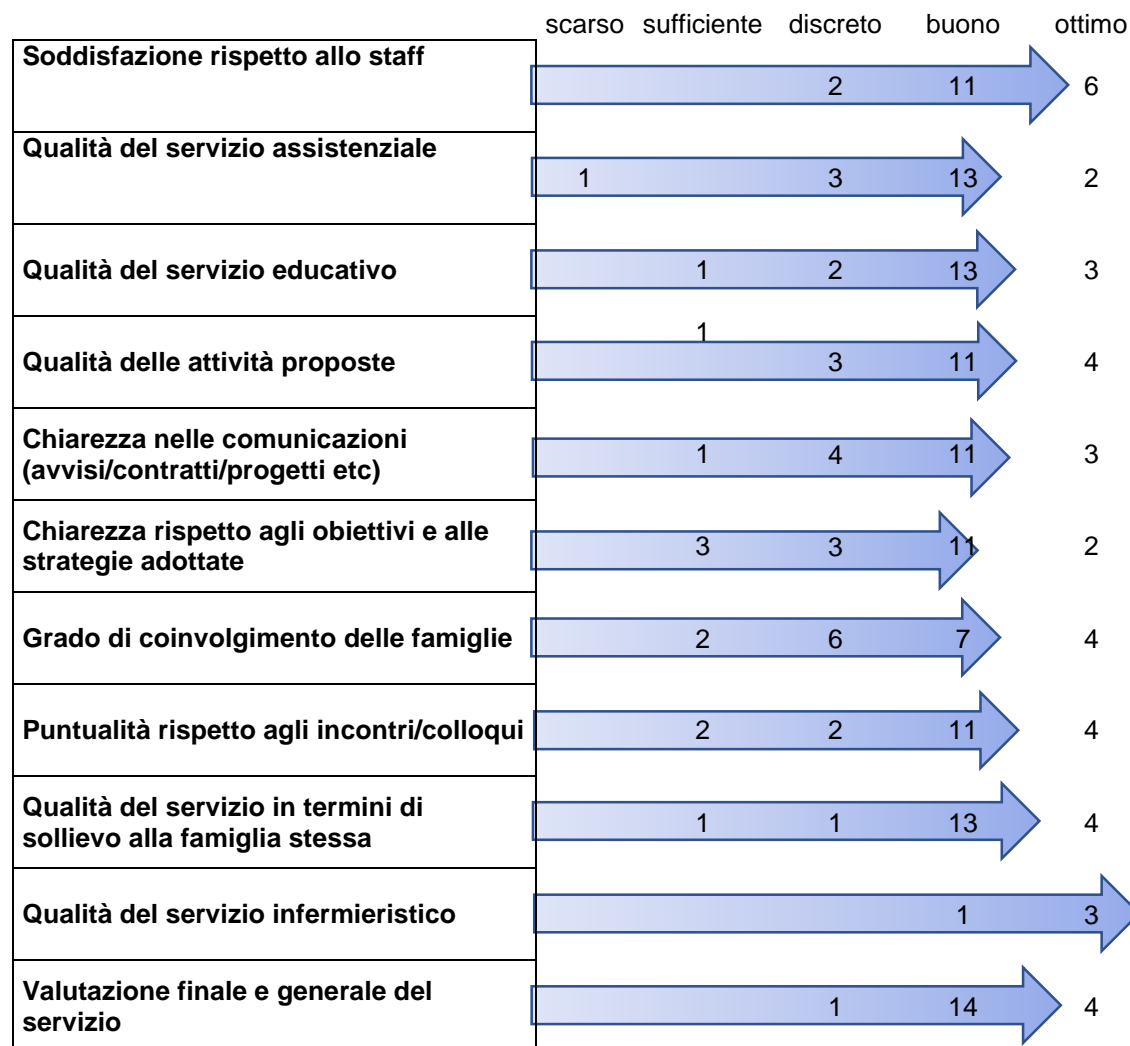 scarso sufficiente discreto buono ottimo
Soddisfazione rispetto allo staff
2 11 6
Qualità del servizio assistenziale
1 3 13 2
Qualità del servizio educativo
1 2 13 3
1
Qualità delle attività proposte
3 11 4
Chiarezza nelle comunicazioni
(avvisi/contratti/progetti etc)
1 4 11 3
Chiarezza rispetto agli obiettivi e alle
strategie adottate
3 3 11 2
Grado di coinvolgimento delle famiglie
2 6 7 4
Puntualità rispetto agli incontri/colloqui
2 2 11 4
Qualità del servizio in termini di
sollievo alla famiglia stessa
1 1 13 4
Qualità del servizio infermieristico
1 3
Valutazione finale e generale del
servizio
1 14 4